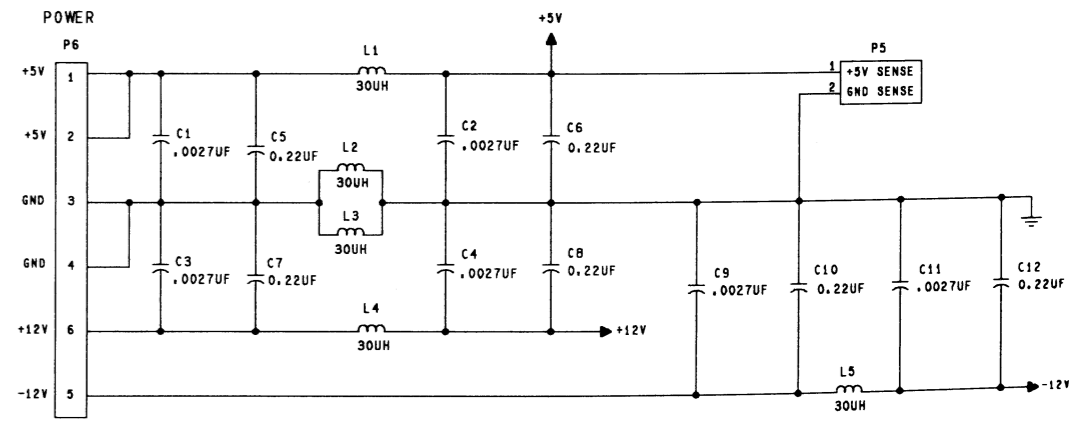 POWER
P6
+5V 1
+5V 2
GND 3
GND 4
+12V 6
-12V 5
C1
.0027UF
C5
0.22UF
C3
.0027UF
C7
0.22UF
L1
30UH
L2
30UH
L3
30UH
L4
30UH
+5V
C2
.0027UF
C6
0.22UF
C4
.0027UF
C8
0.22UF
+12V
P5
1 +5V SENSE
2 GND SENSE
C9
.0027UF
C10
0.22UF
C11
.0027UF
C12
0.22UF
L5
30UH
-12V